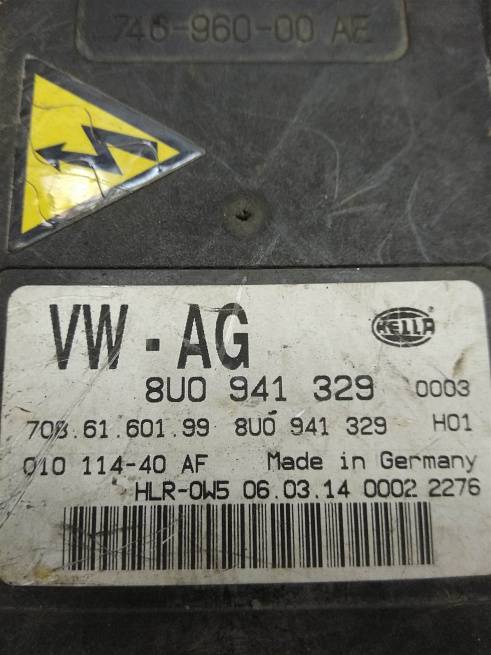 746-960-00 AE
VW - AG
HELLA
8U0 941 329 0003
708.61.601.99 8U0 941 329 H01
010 114-40 AF Made in Germany
HLR-0W5 06.03.14 0002 2276